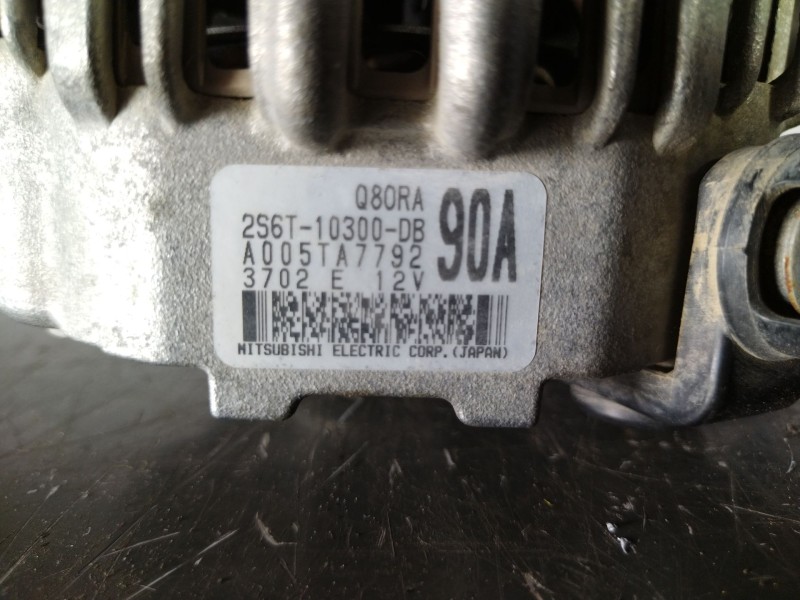 Q80RA
2S6T-10300-DB 90A
A005TA7792
3702 E 12V
MITSUBISHI ELECTRIC CORP.(JAPAN)